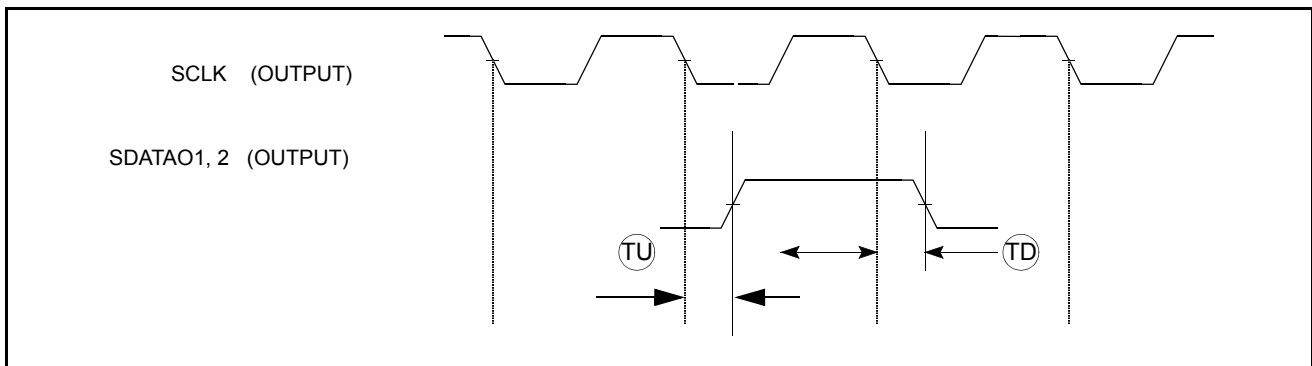 SCLK (OUTPUT)
SDATAO1, 2 (OUTPUT)
TU
TD